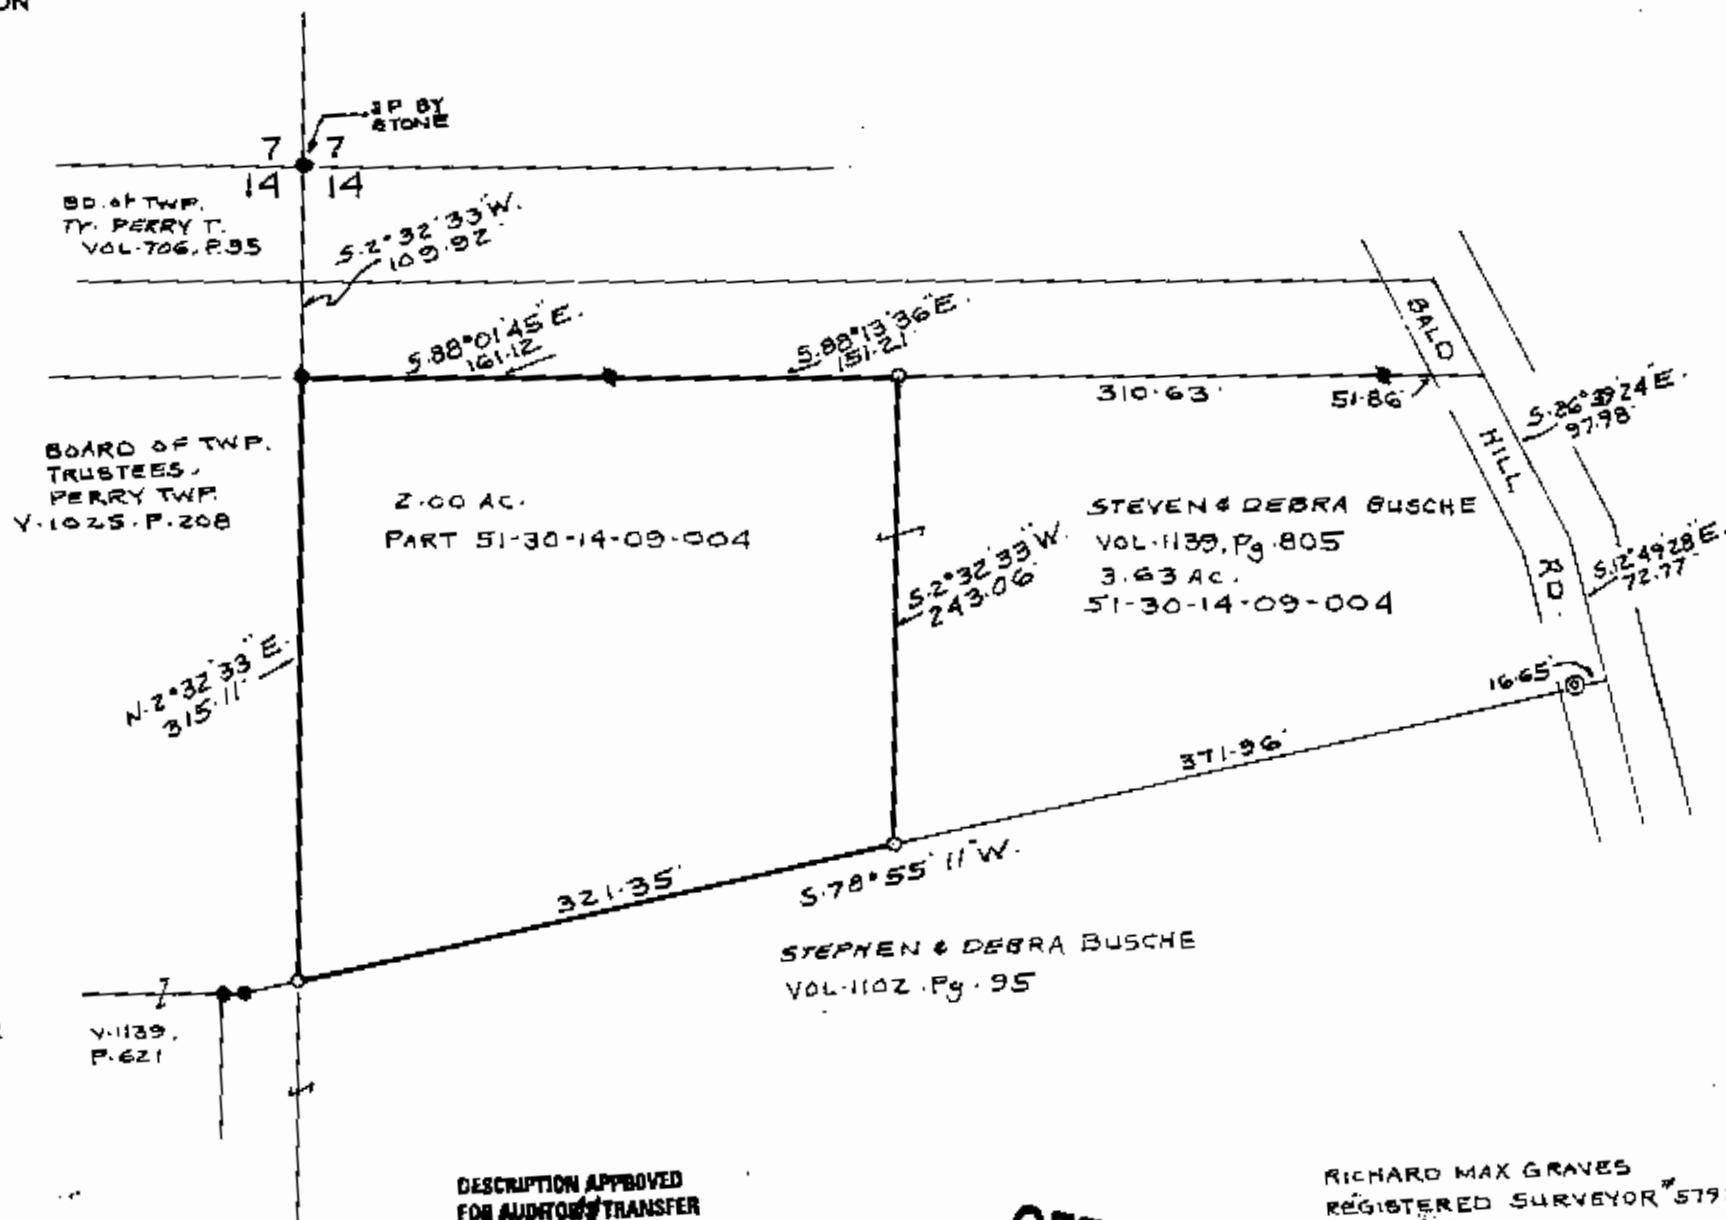 IP BY
STONE
7 7
14 14
BD. of TWP.
Tr. PERRY T.
VOL-706, P.35
S.2°32'33"W.
109.92'
S.88°01'45"E.
161.12
S.88°13'36"E.
151.21'
310.63'
51.86'
BALD
HILL
RD.
S.26°39'24"E.
97.98'
S.12°49'28"E.
72.77'
BOARD OF TWP.
TRUSTEES.
PERRY TWP.
V.1025.P.208
2.00 AC.
PART 51-30-14-09-004
S.2°32'33"W.
243.06'
STEVEN & DEBRA BUSCHE
VOL.1139, Pg.805
3.63 AC.
51-30-14-09-004
N.2°32'33"E.
315.11'
16.65'
371.96'
321.35'
S.78°55'11"W.
STEPHEN & DEBRA BUSCHE
VOL.1102.Pg.95
V.1139.
P.621
DESCRIPTION APPROVED
FOR AUDITOR'S TRANSFER
RICHARD MAX GRAVES
REGISTERED SURVEYOR #579